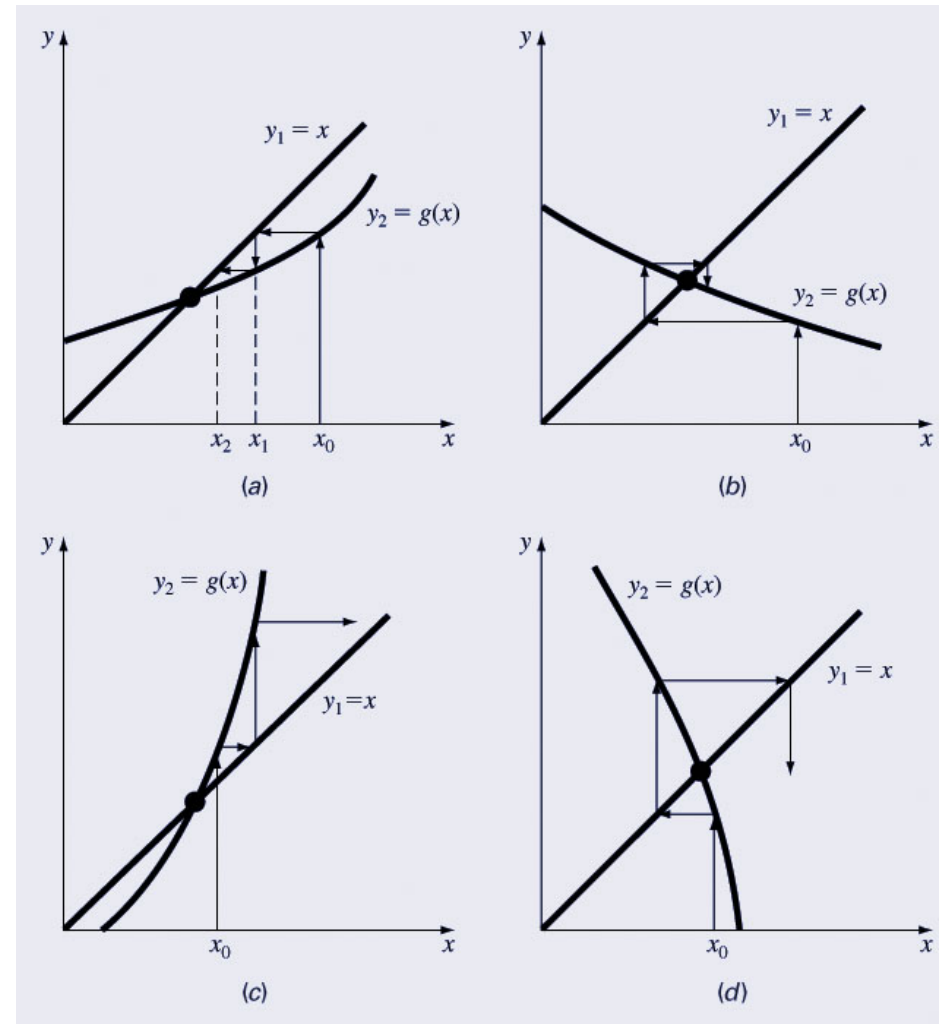 y
y₁ = x
y₂ = g(x)
x₂ x₁ x₀ x
(a)
y
y₁ = x
y₂ = g(x)
x₀ x
(b)
y
y₂ = g(x)
y₁=x
x₀ x
(c)
y
y₂ = g(x)
y₁ = x
x₀ x
(d)